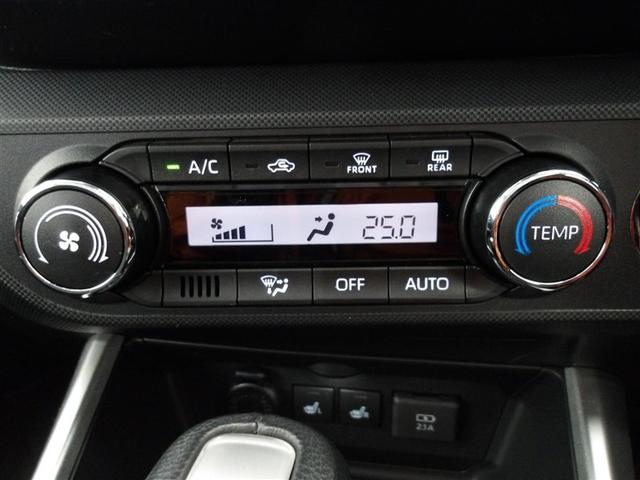 A/C
FRONT
REAR
25.0
TEMP
OFF
AUTO
L
R
2.1A